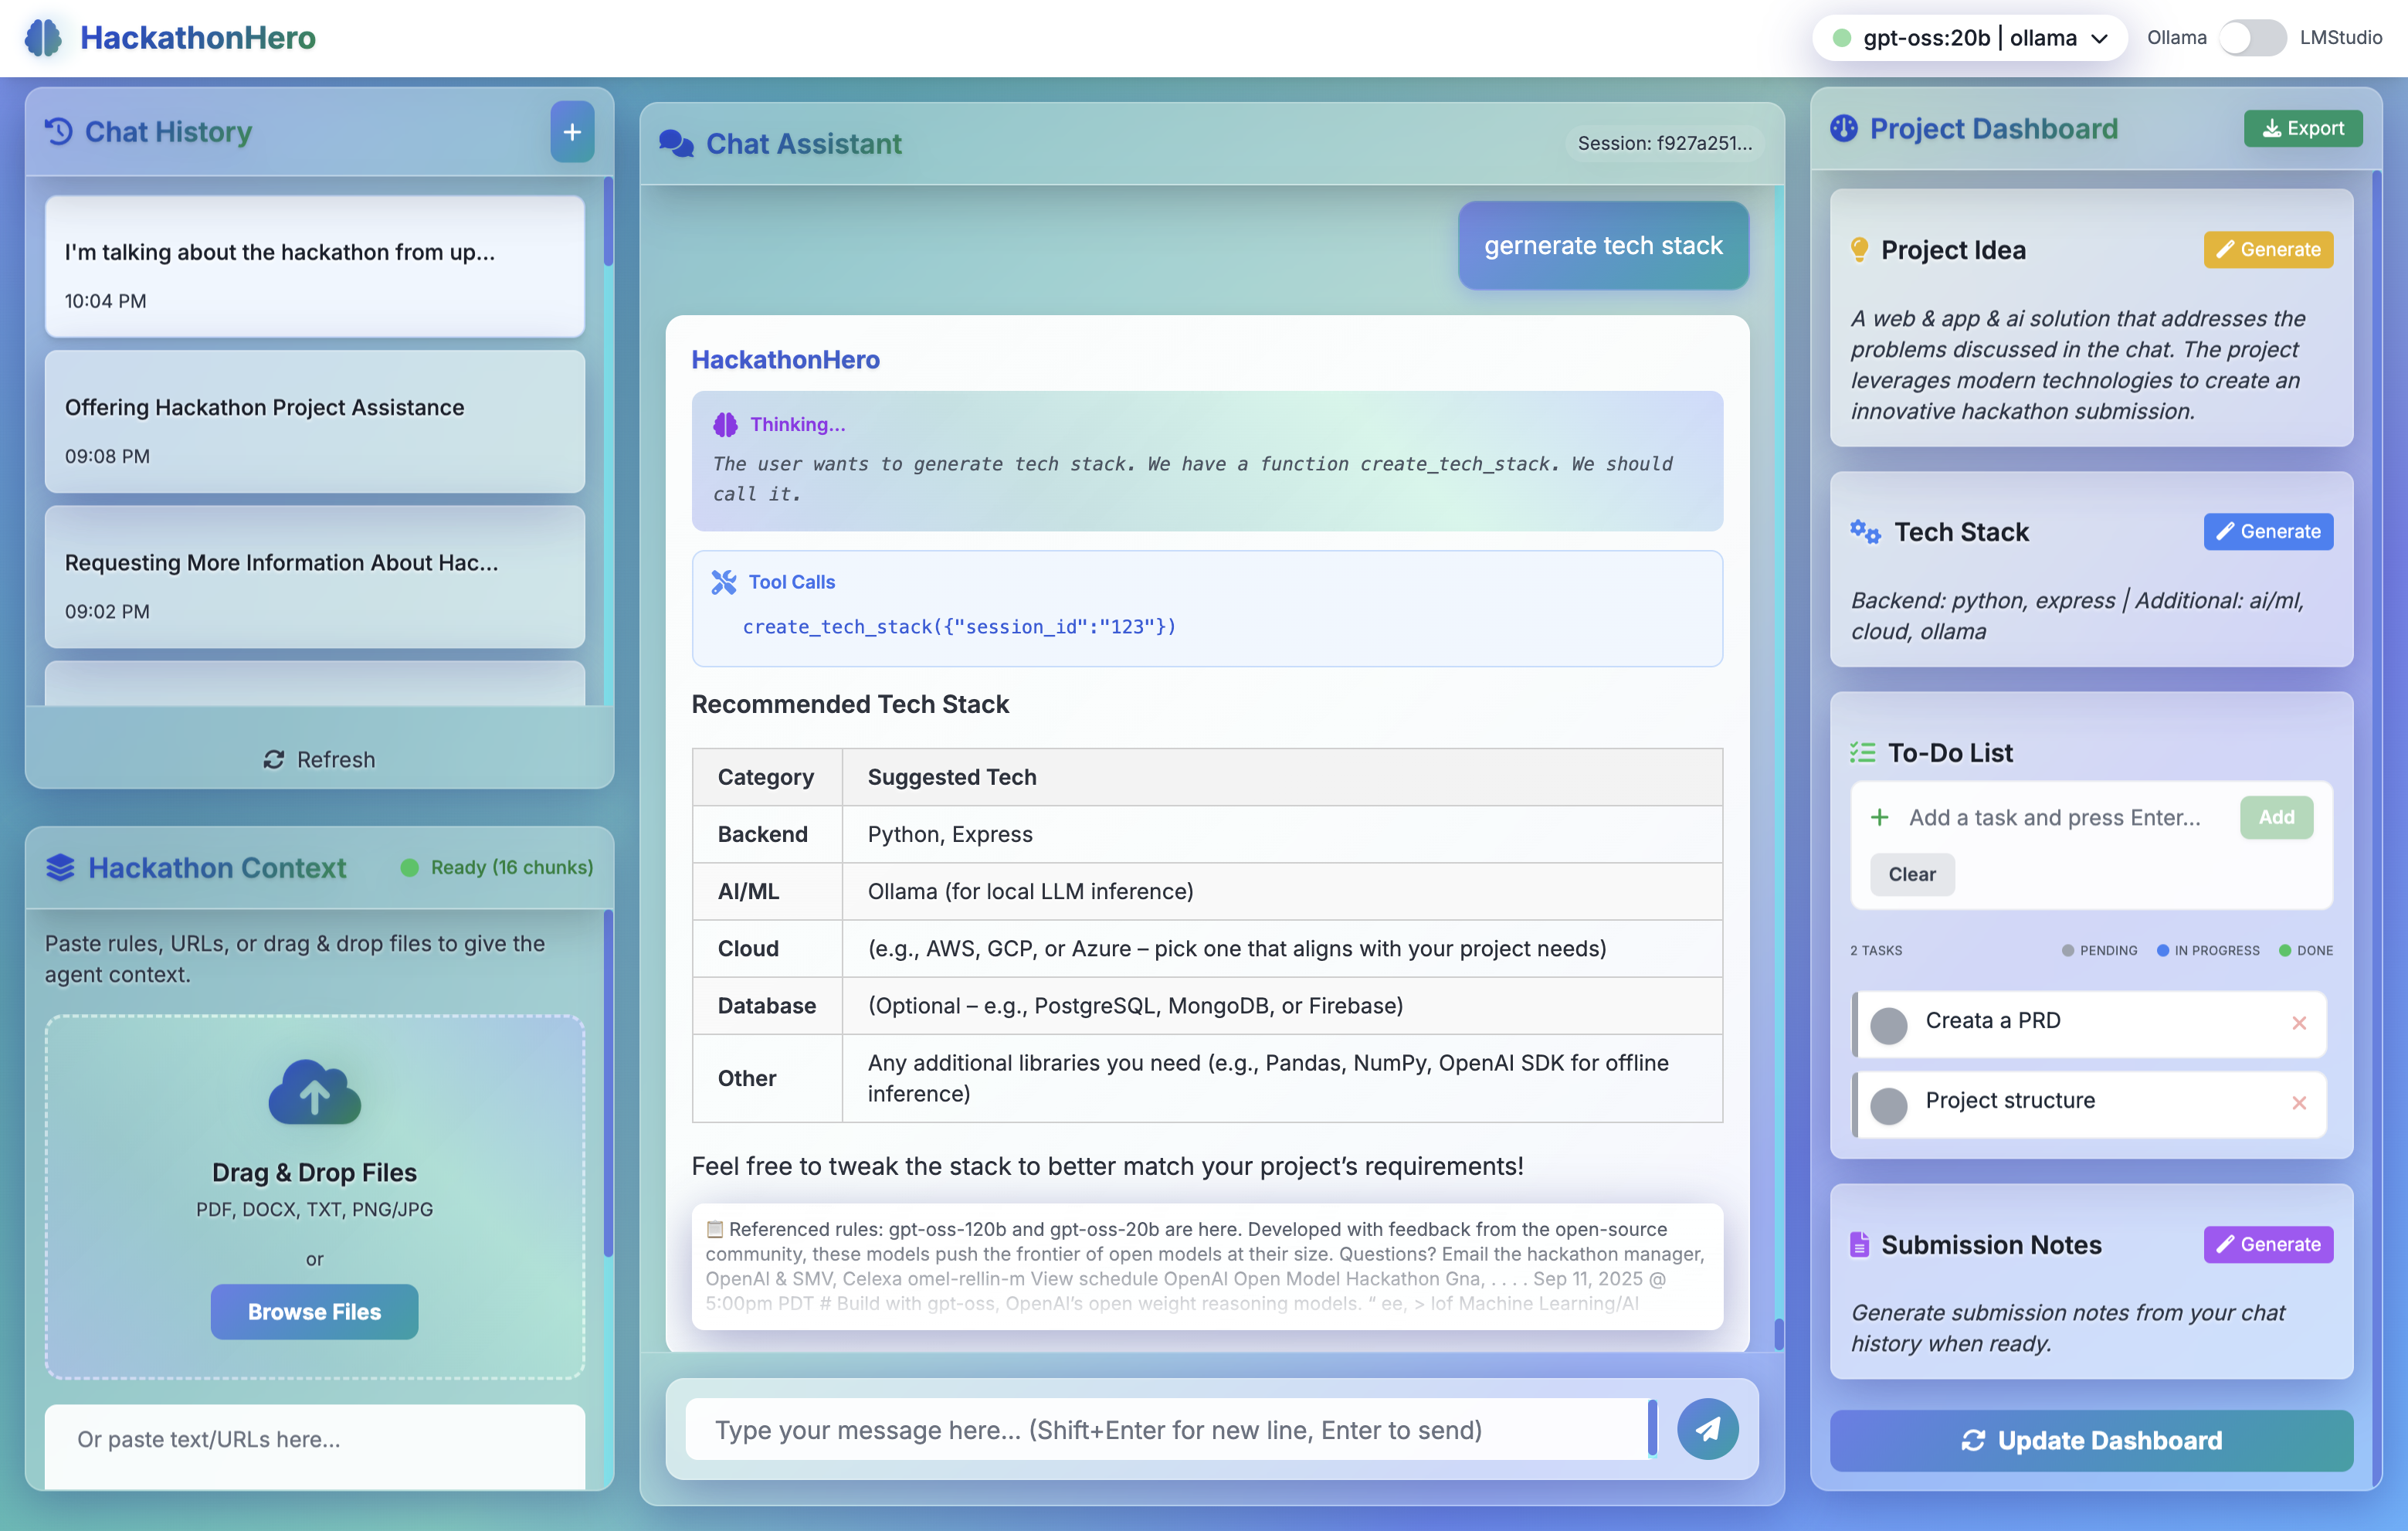 HackathonHero
gpt-oss:20b | ollama
Ollama
LMStudio
Chat History
+
I'm talking about the hackathon from up...
10:04 PM
Offering Hackathon Project Assistance
09:08 PM
Requesting More Information About Hac...
09:02 PM
Refresh
Hackathon Context
Ready (16 chunks)
Paste rules, URLs, or drag & drop files to give the
agent context.
Drag & Drop Files
PDF, DOCX, TXT, PNG/JPG
or
Browse Files
Or paste text/URLs here...
Chat Assistant
Session: f927a251...
gernerate tech stack
HackathonHero
Thinking...
The user wants to generate tech stack. We have a function create_tech_stack. We should
call it.
Tool Calls
create_tech_stack({"session_id":"123"})
Recommended Tech Stack
Category Suggested Tech
Backend Python, Express
AI/ML Ollama (for local LLM inference)
Cloud (e.g., AWS, GCP, or Azure – pick one that aligns with your project needs)
Database (Optional – e.g., PostgreSQL, MongoDB, or Firebase)
Other Any additional libraries you need (e.g., Pandas, NumPy, OpenAI SDK for offline
inference)
Feel free to tweak the stack to better match your project’s requirements!
📋 Referenced rules: gpt-oss-120b and gpt-oss-20b are here. Developed with feedback from the open-source
community, these models push the frontier of open models at their size. Questions? Email the hackathon manager,
OpenAI & SMV, Celexa omel-rellin-m View schedule OpenAI Open Model Hackathon Gna, . . . . Sep 11, 2025 @
5:00pm PDT # Build with gpt-oss, OpenAI’s open weight reasoning models. “ ee, > lof Machine Learning/AI
Type your message here... (Shift+Enter for new line, Enter to send)
Project Dashboard
Export
Project Idea
Generate
A web & app & ai solution that addresses the
problems discussed in the chat. The project
leverages modern technologies to create an
innovative hackathon submission.
Tech Stack
Generate
Backend: python, express | Additional: ai/ml,
cloud, ollama
To-Do List
+ Add a task and press Enter...
Add
Clear
2 TASKS
PENDING
IN PROGRESS
DONE
Creata a PRD
Project structure
Submission Notes
Generate
Generate submission notes from your chat
history when ready.
Update Dashboard